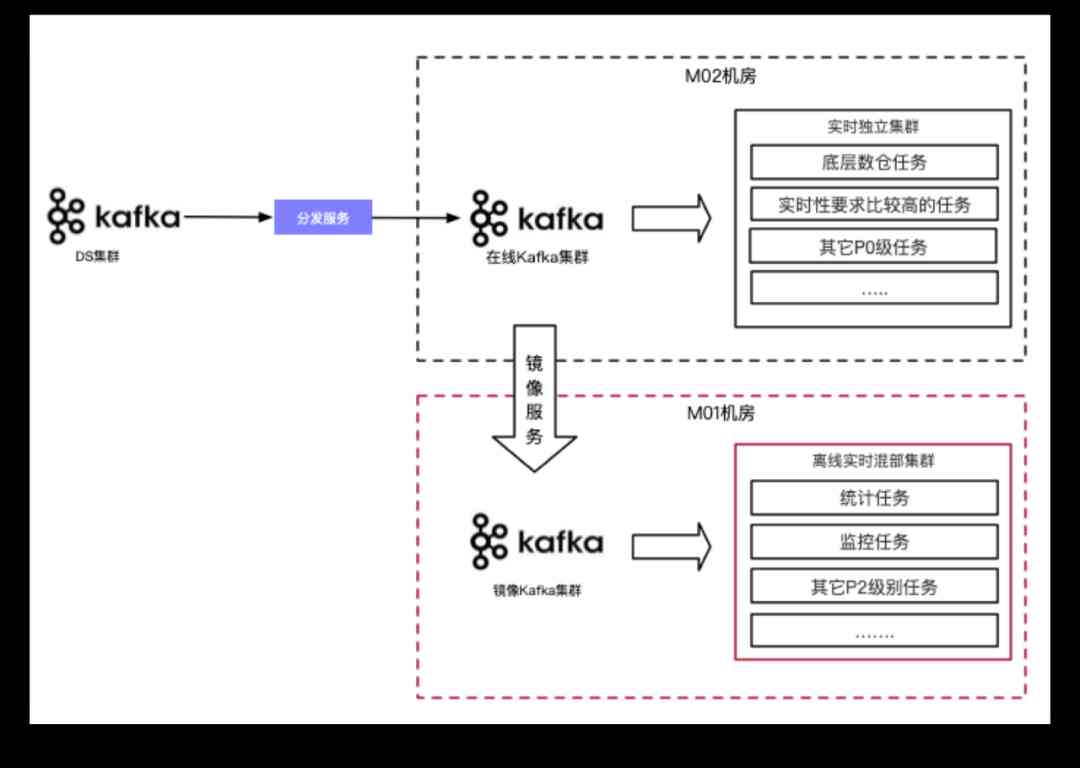 M02机房
实时独立集群
底层数仓任务
实时性要求比较高的任务
其它P0级任务
.....
kafka
DS集群
分发服务
kafka
在线Kafka集群
镜像服务
M01机房
离线实时混部集群
统计任务
监控任务
其它P2级别任务
.......
kafka
镜像Kafka集群